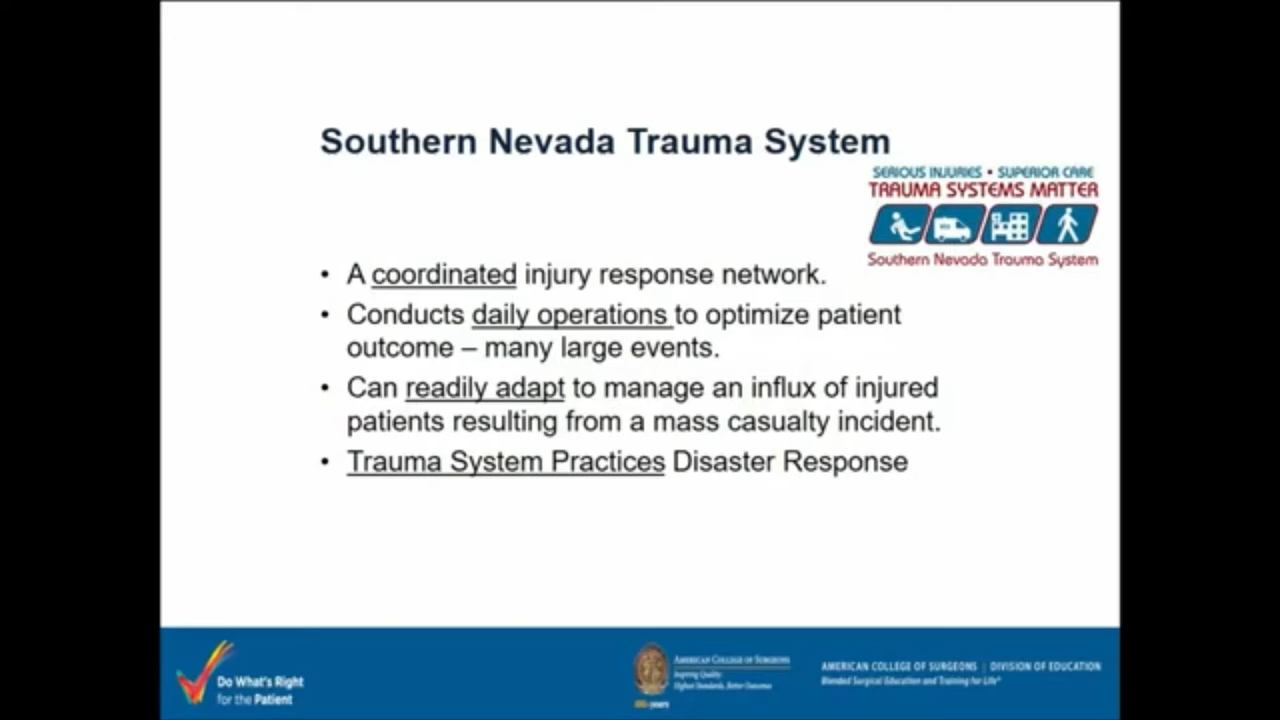 Southern Nevada Trauma System
SERIOUS INJURIES • SUPERIOR CARE
TRAUMA SYSTEMS MATTER
Southern Nevada Trauma System
• A coordinated injury response network.
• Conducts daily operations to optimize patient
outcome – many large events.
• Can readily adapt to manage an influx of injured
patients resulting from a mass casualty incident.
• Trauma System Practices Disaster Response
Do What's Right
for the Patient
AMERICAN COLLEGE OF SURGEONS
Inspiring Quality:
Highest Standards, Better Outcomes
100+years
AMERICAN COLLEGE OF SURGEONS | DIVISION OF EDUCATION
Blended Surgical Education and Training for Life®